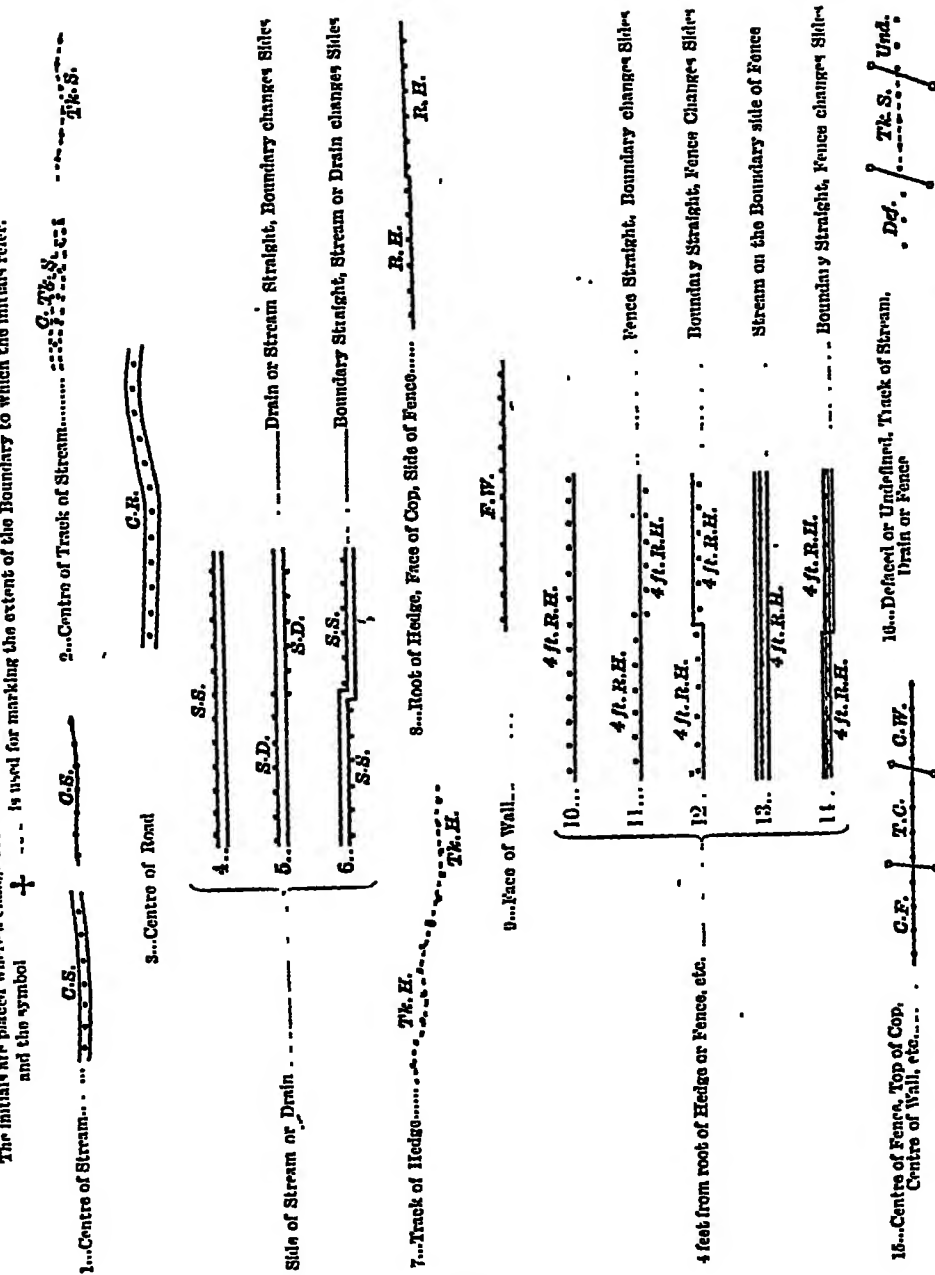 is used for marking the extent of the Boundary to which the initials refer.
and the symbol
1...Centre of Stream
C.S.
C.S.
2...Centre of Track of Stream
C. Tk. S.
Tk. S.
3...Centre of Road
C.R.
Side of Stream or Drain
4..
S.S.
5..
S.D.
S.D.
Drain or Stream Straight, Boundary changes Sides
6..
S.S.
S.S.
Boundary Straight, Stream or Drain changes Sides
7...Track of Hedge
Tk. H.
Tk. H.
8...Root of Hedge, Face of Cop, Side of Fence
R.H.
R.H.
9...Face of Wall
F.W.
4 feet from root of Hedge or Fence, etc.
10...
4 ft. R.H.
11...
4 ft. R.H.
4 ft. R.H.
Fence Straight, Boundary changes Sides
12
4 ft. R.H.
4 ft. R.H.
Boundary Straight, Fence Changes Sides
13..
4 ft. R.H.
Stream on the Boundary side of Fence
14.
4 ft. R.H.
4 ft. R.H.
Boundary Straight, Fence changes Sides
15...Centre of Fence, Top of Cop,
Centre of Wall, etc.
C.F.
T.C.
C.W.
16...Defaced or Undefined, Track of Stream,
Drain or Fence
Def.
Tk. S.
Und.